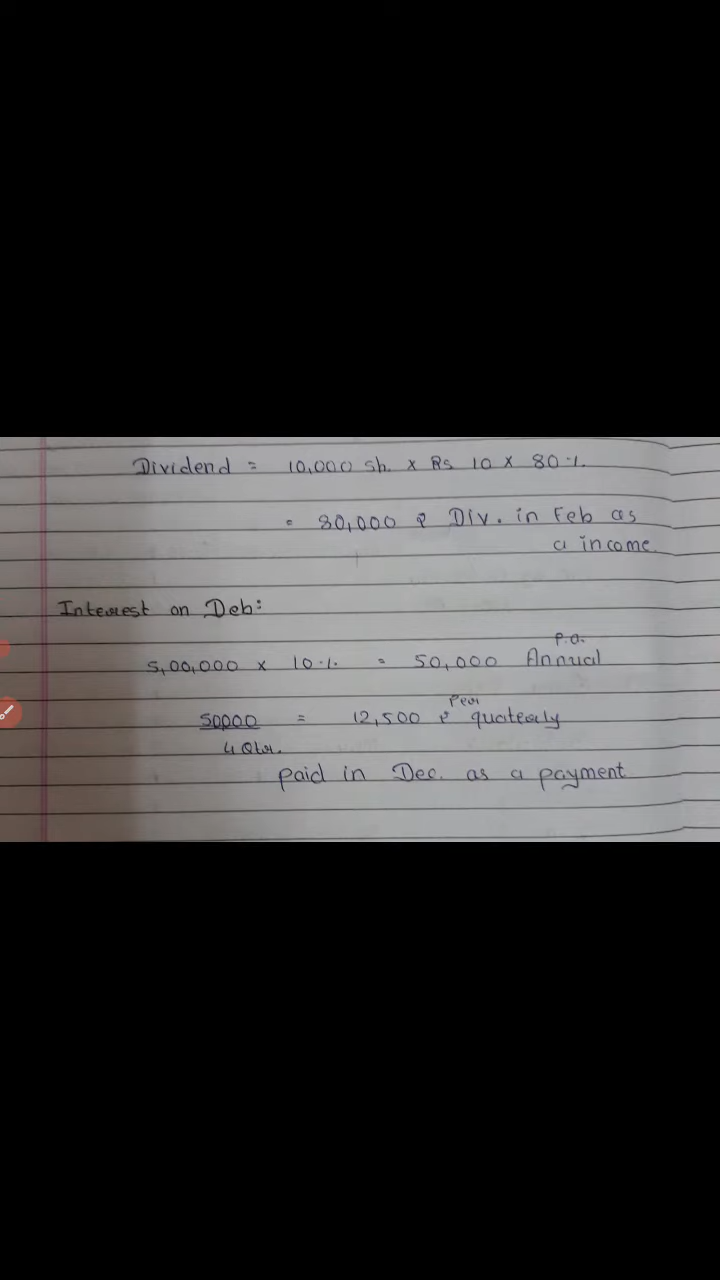 Dividend = 10,000 sh. x Rs 10 x 80%.
= 80,000 ₹ Div. in Feb as
a income.
Interest on Deb:
5,00,000 x 10%. = 50,000 Annual P.a.
50000 = 12,500 ₹ Per quaterly
4 Qtr.
paid in Dec. as a payment